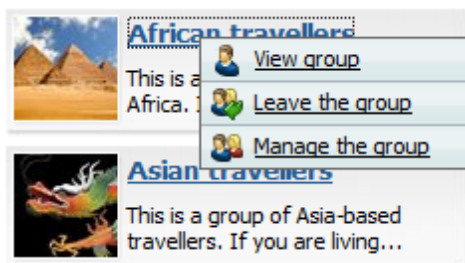 African travellers
View group
This is a
Africa.
Leave the group
Manage the group
Asian travellers
This is a group of Asia-based
travellers. If you are living...